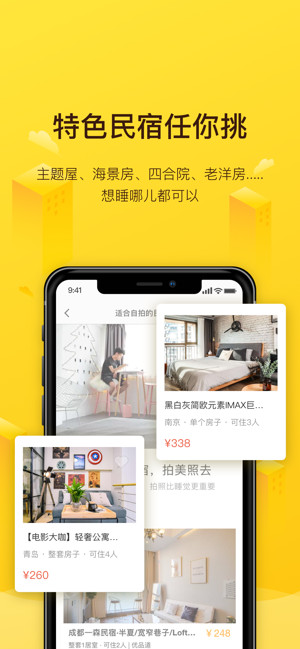 特色民宿任你挑
主题屋、海景房、四合院、老洋房.....
想睡哪儿都可以
9:41
适合自拍的
黑白灰简欧元素IMAX巨...
南京 · 单个房子 · 可住3人
¥338
宿，拍美照去
拍照比睡觉更重要
【电影大咖】轻奢公寓...
青岛 · 整套房子 · 可住4人
¥260
成都一森民宿·半夏/宽窄巷子/Loft...
¥ 248
整套1居室 · 可住2人 | 优品道